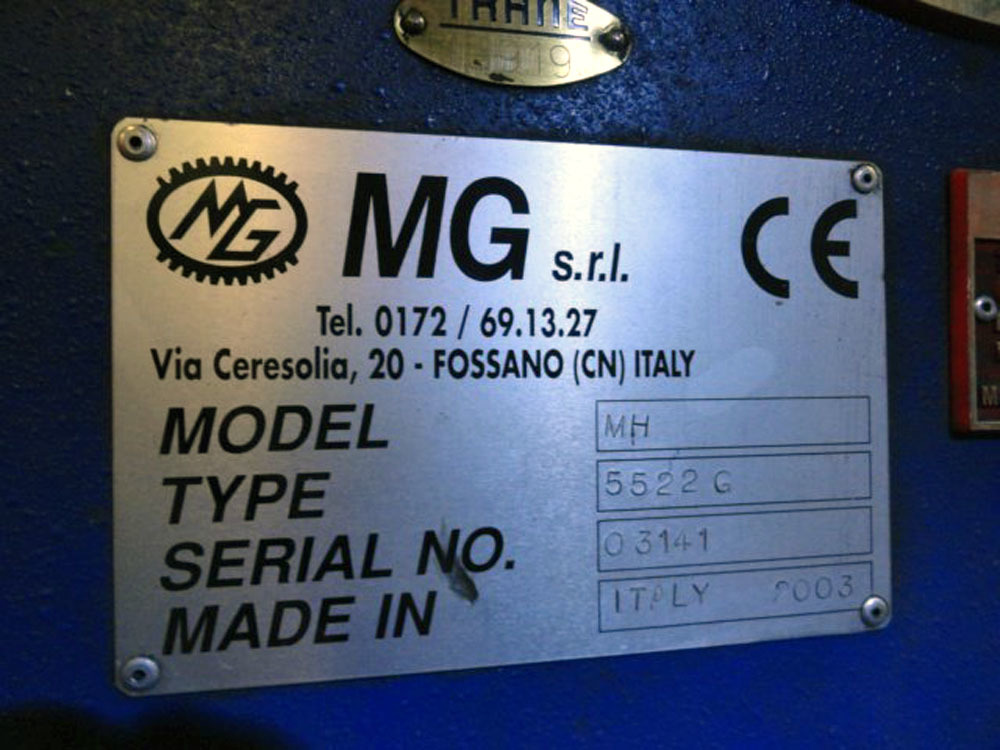 1919
MG
MG s.r.l.
CE
Tel. 0172 / 69.13.27
Via Ceresolia, 20 - FOSSANO (CN) ITALY
MODEL MH
TYPE 5522 G
SERIAL NO. 03141
MADE IN ITALY 2003
M